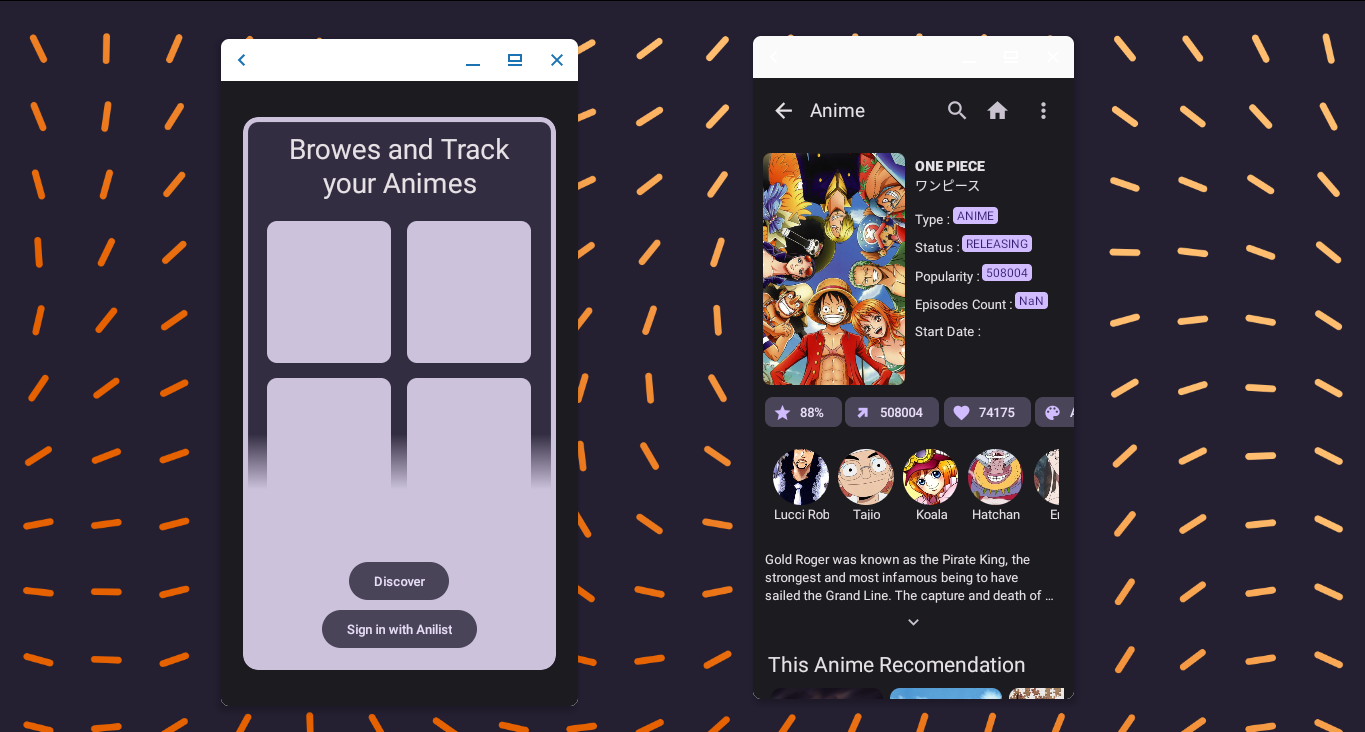 Browes and Track
your Animes
Discover
Sign in with Anilist
Anime
ONE PIECE
ワンピース
Type : ANIME
Status : RELEASING
Popularity : 508004
Episodes Count : NaN
Start Date :
88% 508004 74175
Lucci Rob Tajio Koala Hatchan
Gold Roger was known as the Pirate King, the
strongest and most infamous being to have
sailed the Grand Line. The capture and death of ...
This Anime Recomendation